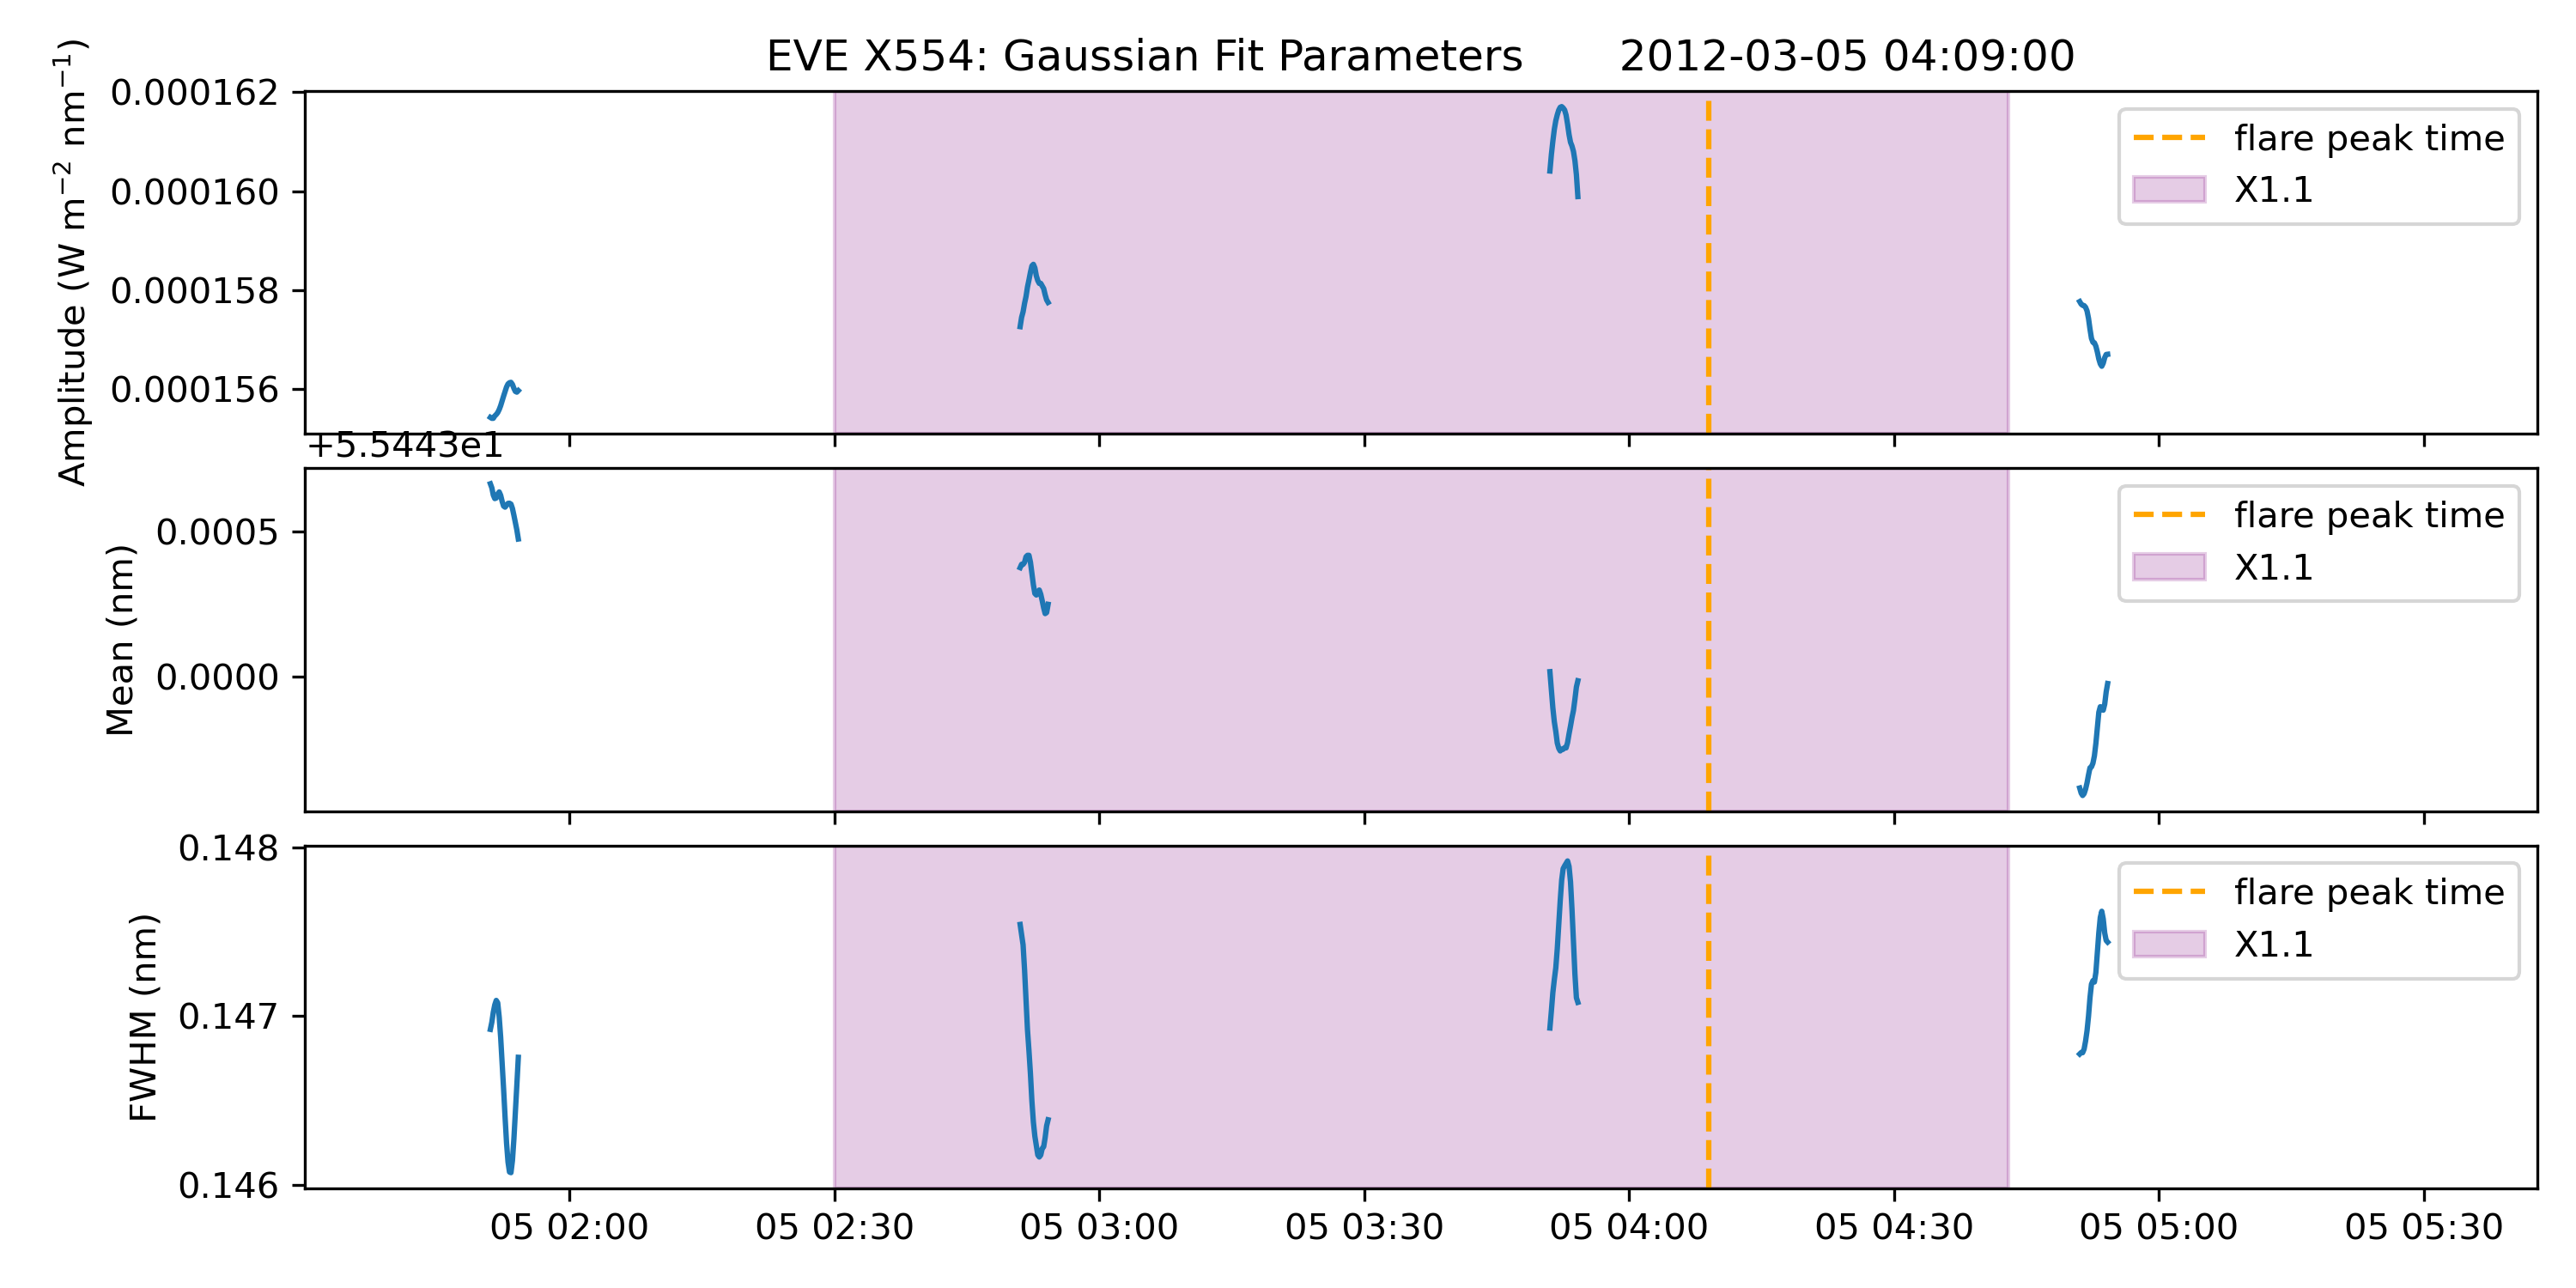 EVE X554: Gaussian Fit Parameters 2012-03-05 04:09:00
Amplitude (W m⁻² nm⁻¹)
0.000162
0.000160
0.000158
0.000156
flare peak time
X1.1
+5.5443e1
Mean (nm)
0.0005
0.0000
flare peak time
X1.1
FWHM (nm)
0.148
0.147
0.146
flare peak time
X1.1
05 02:00 05 02:30 05 03:00 05 03:30 05 04:00 05 04:30 05 05:00 05 05:30